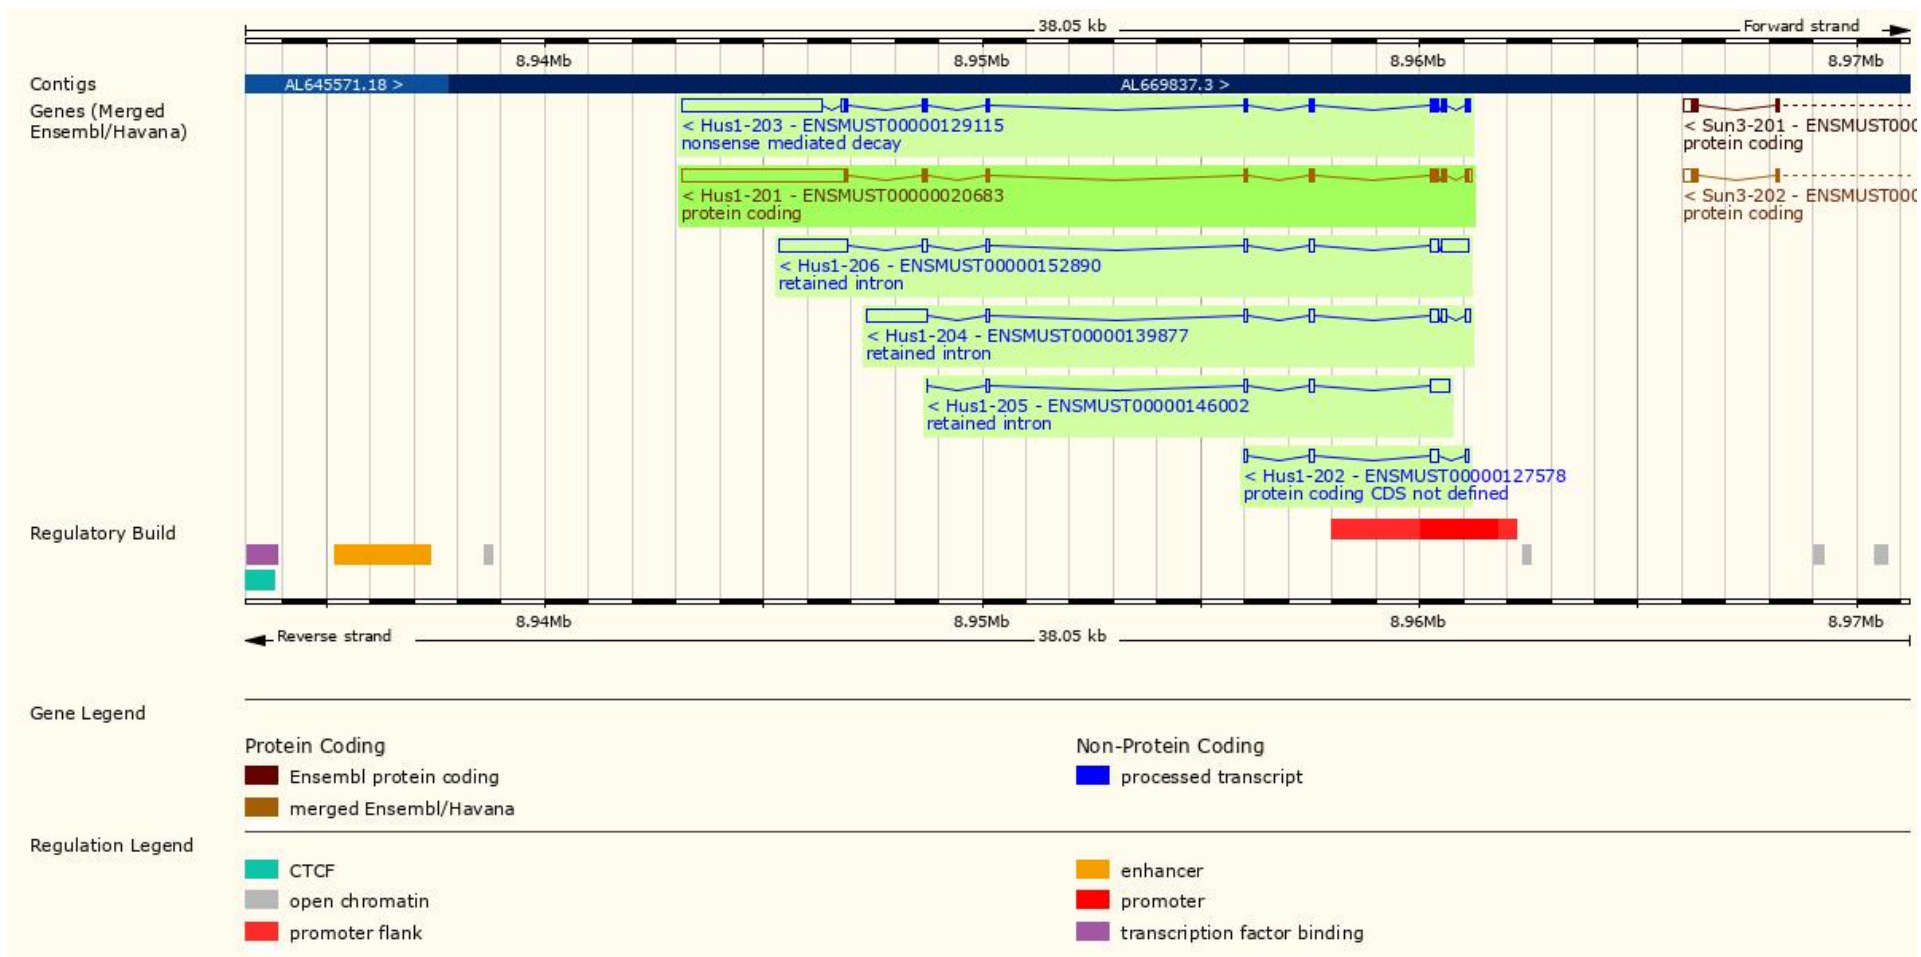 38.05 kb Forward strand
8.94Mb 8.95Mb 8.96Mb 8.97Mb
Contigs AL645571.18 > AL669837.3 >
Genes (Merged
Ensembl/Havana)
< Hus1-203 - ENSMUST00000129115
nonsense mediated decay
< Sun3-201 - ENSMUST000
protein coding
< Hus1-201 - ENSMUST00000020683
protein coding
< Sun3-202 - ENSMUST000
protein coding
< Hus1-206 - ENSMUST00000152890
retained intron
< Hus1-204 - ENSMUST00000139877
retained intron
< Hus1-205 - ENSMUST00000146002
retained intron
< Hus1-202 - ENSMUST00000127578
protein coding CDS not defined
Regulatory Build
8.94Mb 8.95Mb 8.96Mb 8.97Mb
Reverse strand 38.05 kb
Gene Legend
Protein Coding Non-Protein Coding
Ensembl protein coding processed transcript
merged Ensembl/Havana
Regulation Legend
CTCF enhancer
open chromatin promoter
promoter flank transcription factor binding